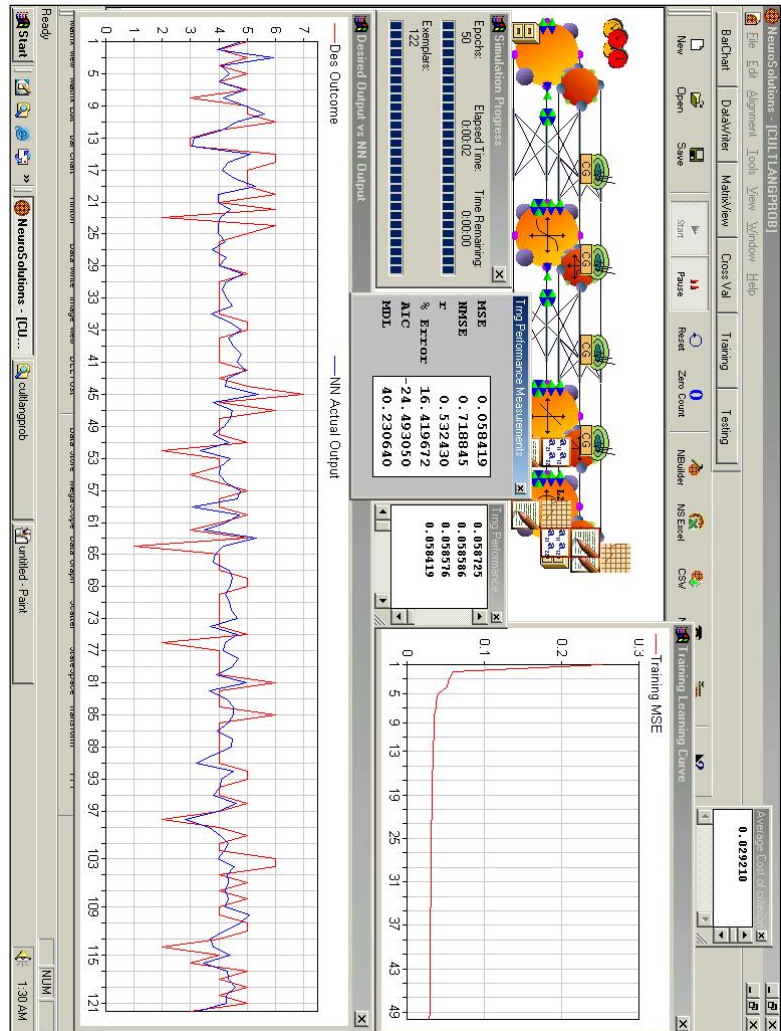 NeuroSolutions - [CULTLANGPROB]
File Edit Alignment Tools View Window Help
BarChart DataWriter MatrixView Cross Val Training Testing
New Open Save Start Pause Reset Zero Count NBuilder NS Excel CSV
Average Cost of criterion
0.029210
Simulation Progress
Epochs: Elapsed Time: Time Remaining:
50 0:00:02 0:00:00
Exemplars:
122
CG
CG
CG
CG
Trng Performance Measurements
MSE 0.058419
NMSE 0.718845
r 0.532430
% Error 16.419672
AIC -24.493050
MDL 40.230640
Trng Performance
0.058725
0.058586
0.058576
0.058419
Training Learning Curve
Training MSE
0.3
0.2
0.1
0
1 5 9 13 19 25 31 37 43 49
Desired Output vs NN Output
Des Outcome NN Actual Output
7
6
5
4
3
2
1
0
1 5 9 13 17 21 25 29 33 37 41 45 49 53 57 61 65 69 73 77 81 85 89 93 97 103 109 115 121
Ready NUM
Start NeuroSolutions - [CU... cultlangprob untitled - Paint 1:30 AM